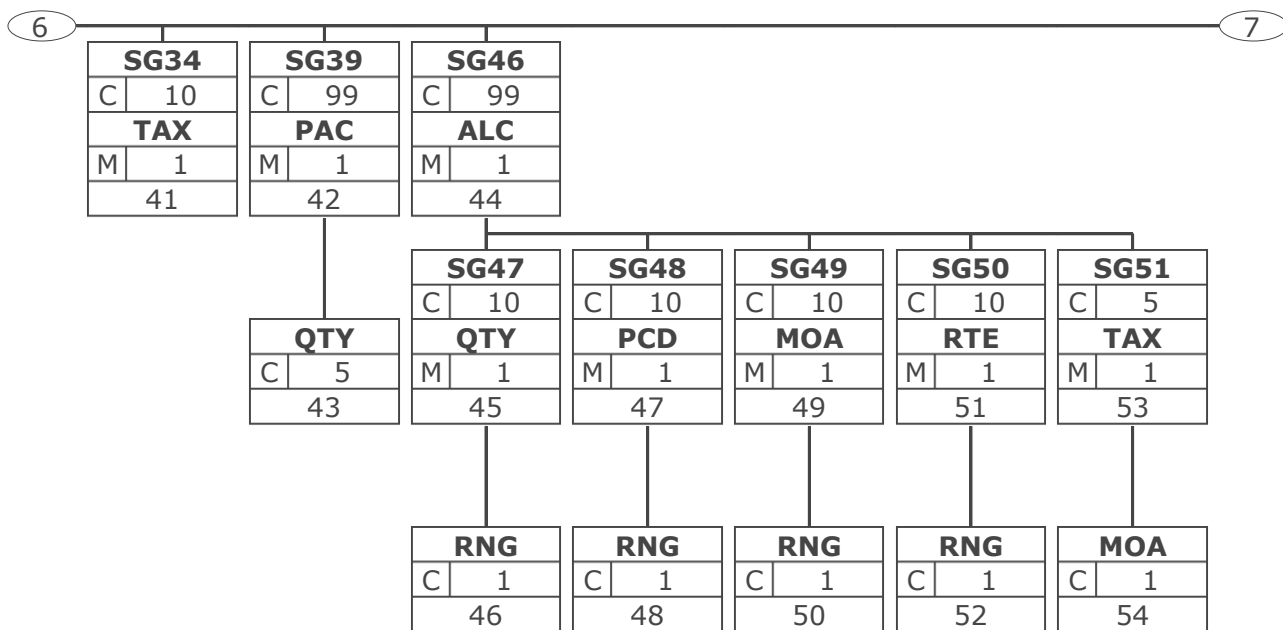 6 7
SG34 SG39 SG46
C 10 C 99 C 99
TAX PAC ALC
M 1 M 1 M 1
41 42 44
SG47 SG48 SG49 SG50 SG51
C 10 C 10 C 10 C 10 C 5
QTY QTY PCD MOA RTE TAX
C 5 M 1 M 1 M 1 M 1 M 1
43 45 47 49 51 53
RNG RNG RNG RNG MOA
C 1 C 1 C 1 C 1 C 1
46 48 50 52 54